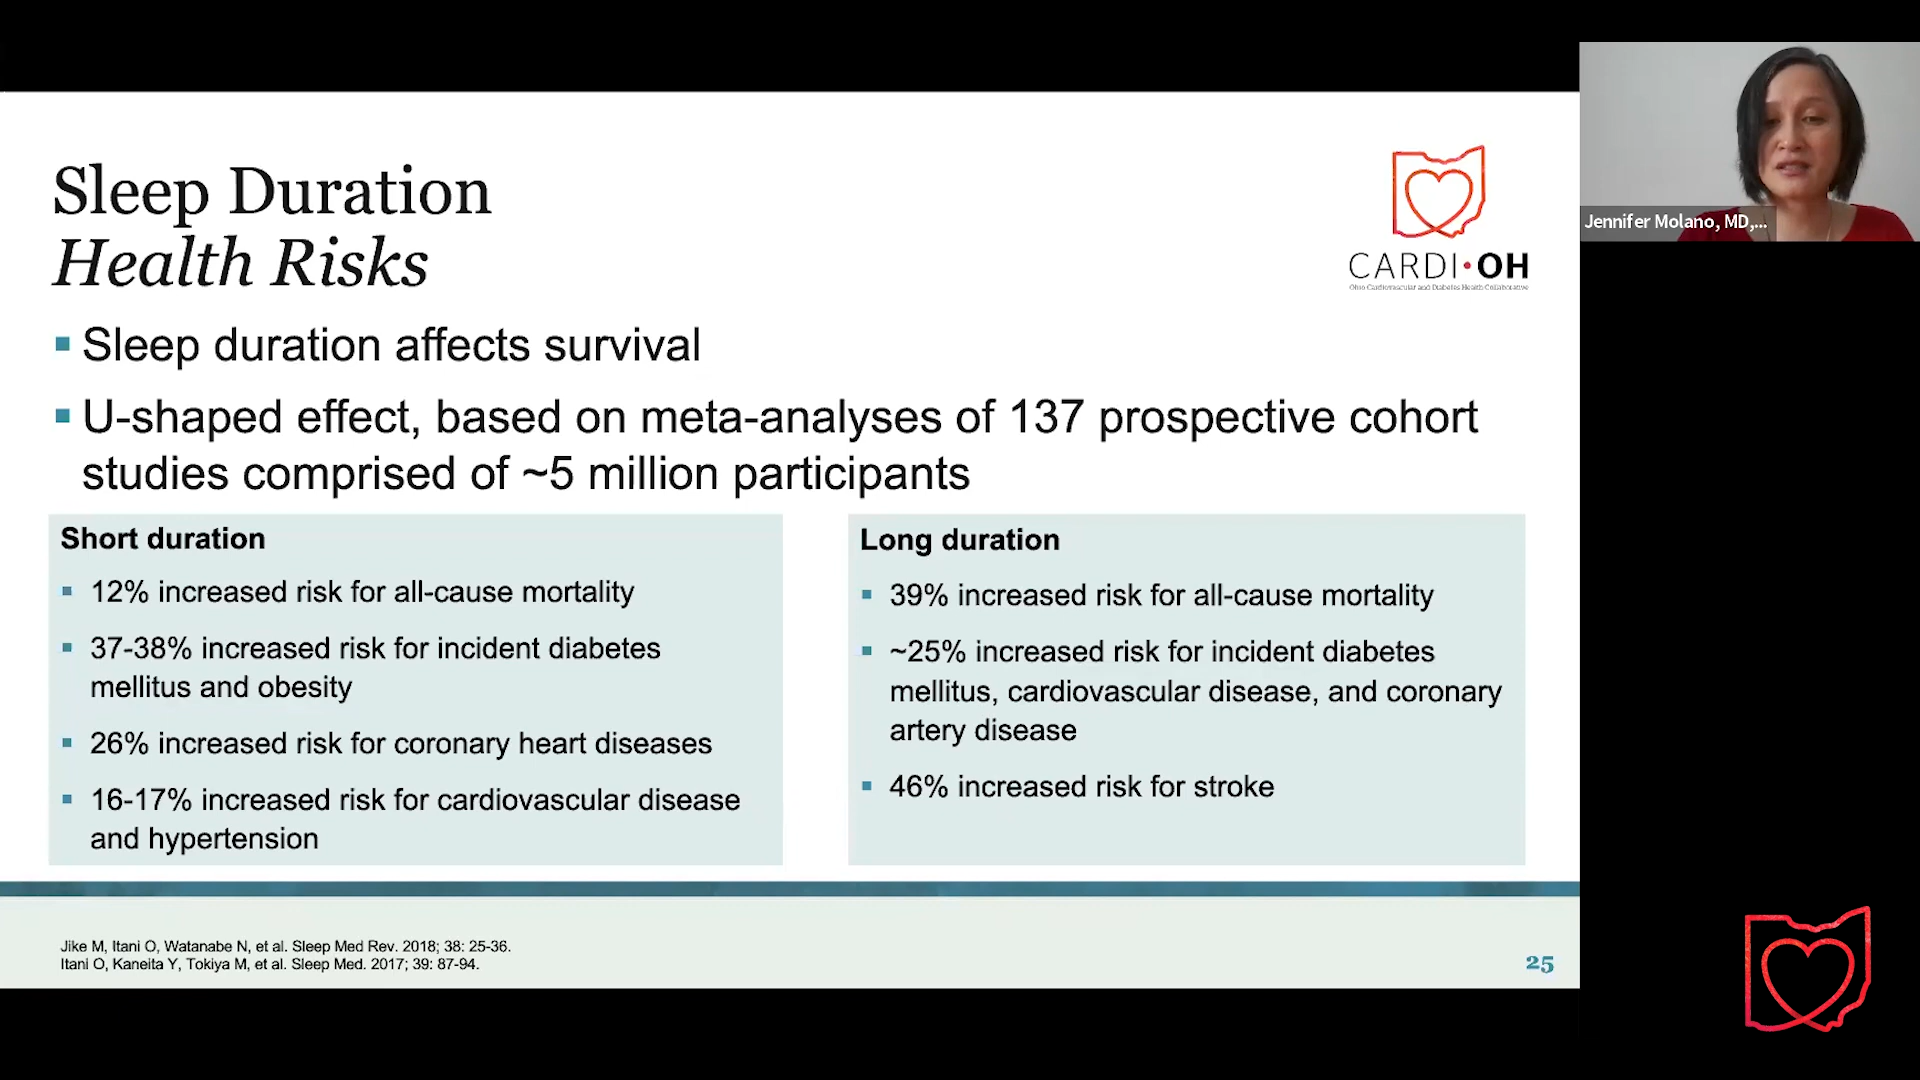 Sleep Duration
Health Risks
CARDI•OH
Ohio Cardiovascular and Diabetes Health Collaborative
Jennifer Molano, MD,...
▪ Sleep duration affects survival
▪ U-shaped effect, based on meta-analyses of 137 prospective cohort
studies comprised of ~5 million participants
Short duration
▪ 12% increased risk for all-cause mortality
▪ 37-38% increased risk for incident diabetes
mellitus and obesity
▪ 26% increased risk for coronary heart diseases
▪ 16-17% increased risk for cardiovascular disease
and hypertension
Long duration
▪ 39% increased risk for all-cause mortality
▪ ~25% increased risk for incident diabetes
mellitus, cardiovascular disease, and coronary
artery disease
▪ 46% increased risk for stroke
Jike M, Itani O, Watanabe N, et al. Sleep Med Rev. 2018; 38: 25-36.
Itani O, Kaneita Y, Tokiya M, et al. Sleep Med. 2017; 39: 87-94.
25